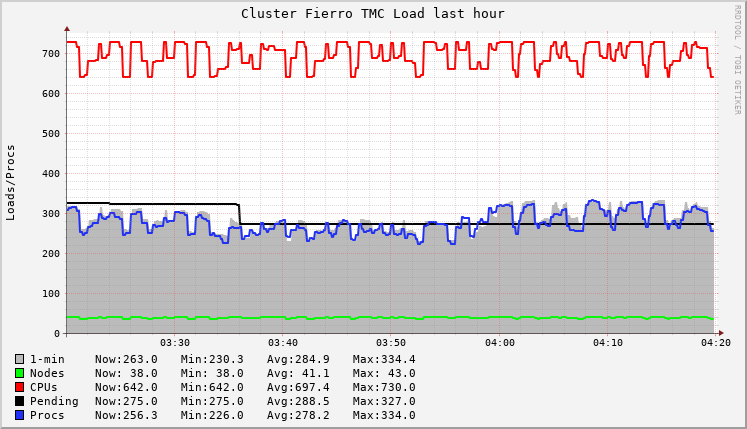 Cluster Fierro TMC Load last hour
RRDTOOL / TOBI OETIKER
Loads/Procs
700
600
500
400
300
200
100
0
03:30 03:40 03:50 04:00 04:10 04:20
1-min Now:263.0 Min:230.3 Avg:284.9 Max:334.4
Nodes Now: 38.0 Min: 38.0 Avg: 41.1 Max: 43.0
CPUs Now:642.0 Min:642.0 Avg:697.4 Max:730.0
Pending Now:275.0 Min:275.0 Avg:288.5 Max:327.0
Procs Now:256.3 Min:226.0 Avg:278.2 Max:334.0